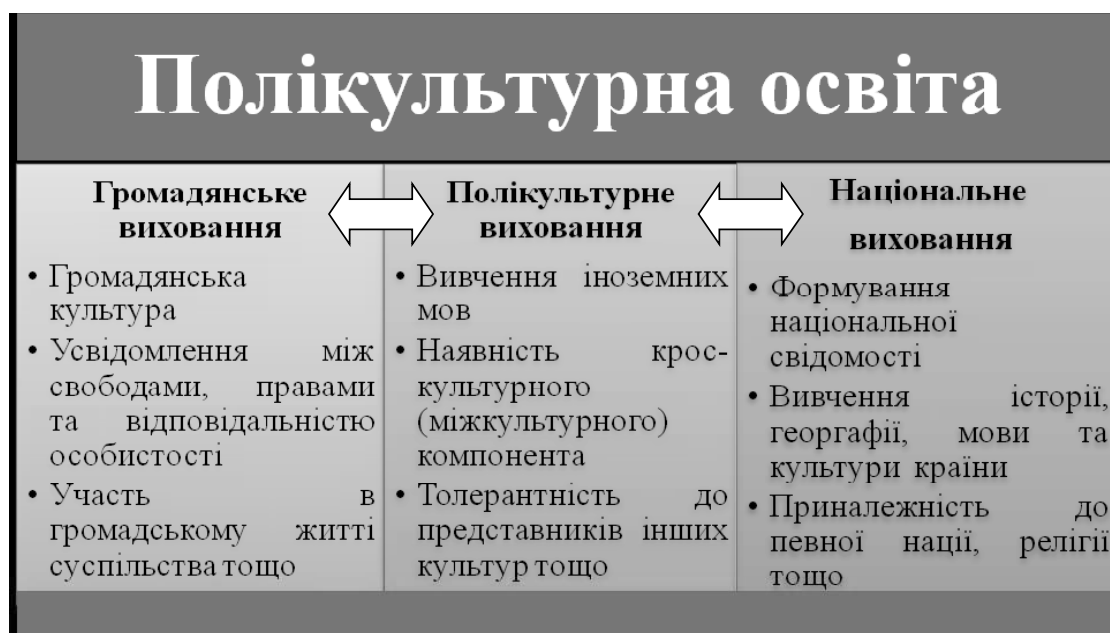 Полікультурна освіта
Громадянське
виховання
• Громадянська
культура
• Усвідомлення між
свободами, правами
та відповідальністю
особистості
• Участь в
громадському житті
суспільства тощо
Полікультурне
виховання
• Вивчення іноземних
мов
• Наявність крос-
культурного
(міжкультурного)
компонента
• Толерантність до
представників інших
культур тощо
Національне
виховання
• Формування
національної
свідомості
• Вивчення історії,
георгафії, мови та
культури країни
• Приналежність до
певної нації, релігії
тощо